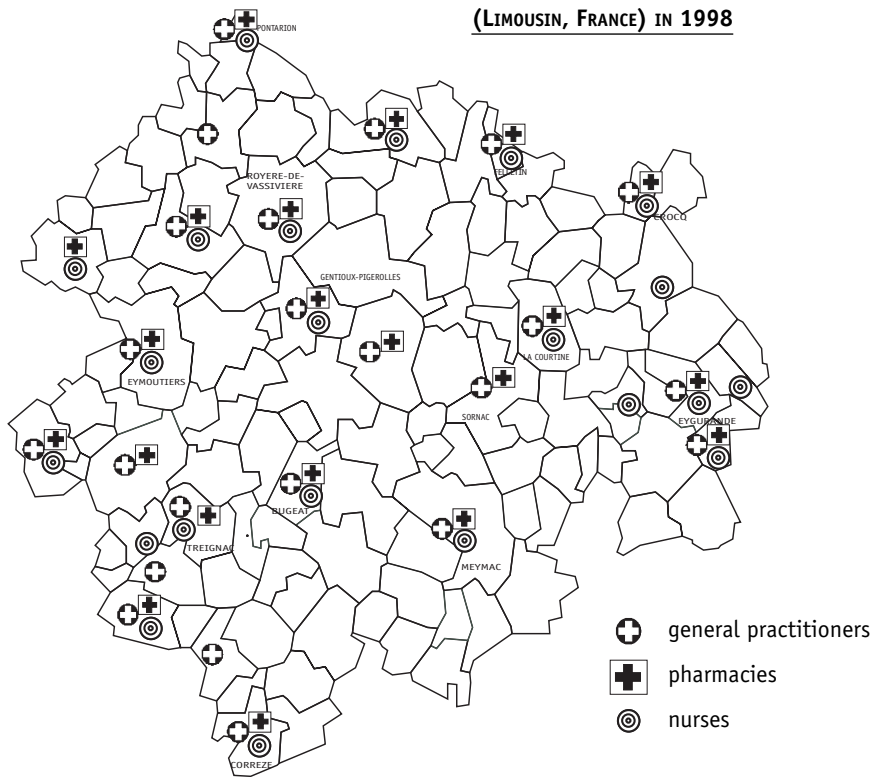 (LIMOUSIN, FRANCE) IN 1998
PONTARION
FELLETIN
ROYERE-DE-
VASSIVIERE
CROCQ
GENTIOUX-PIGEROLLES
LA COURTINE
EYMOUTIERS
SORNAC
EYGURANDE
BUGEAT
TREIGNAC
MEYMAC
general practitioners
pharmacies
nurses
CORREZE